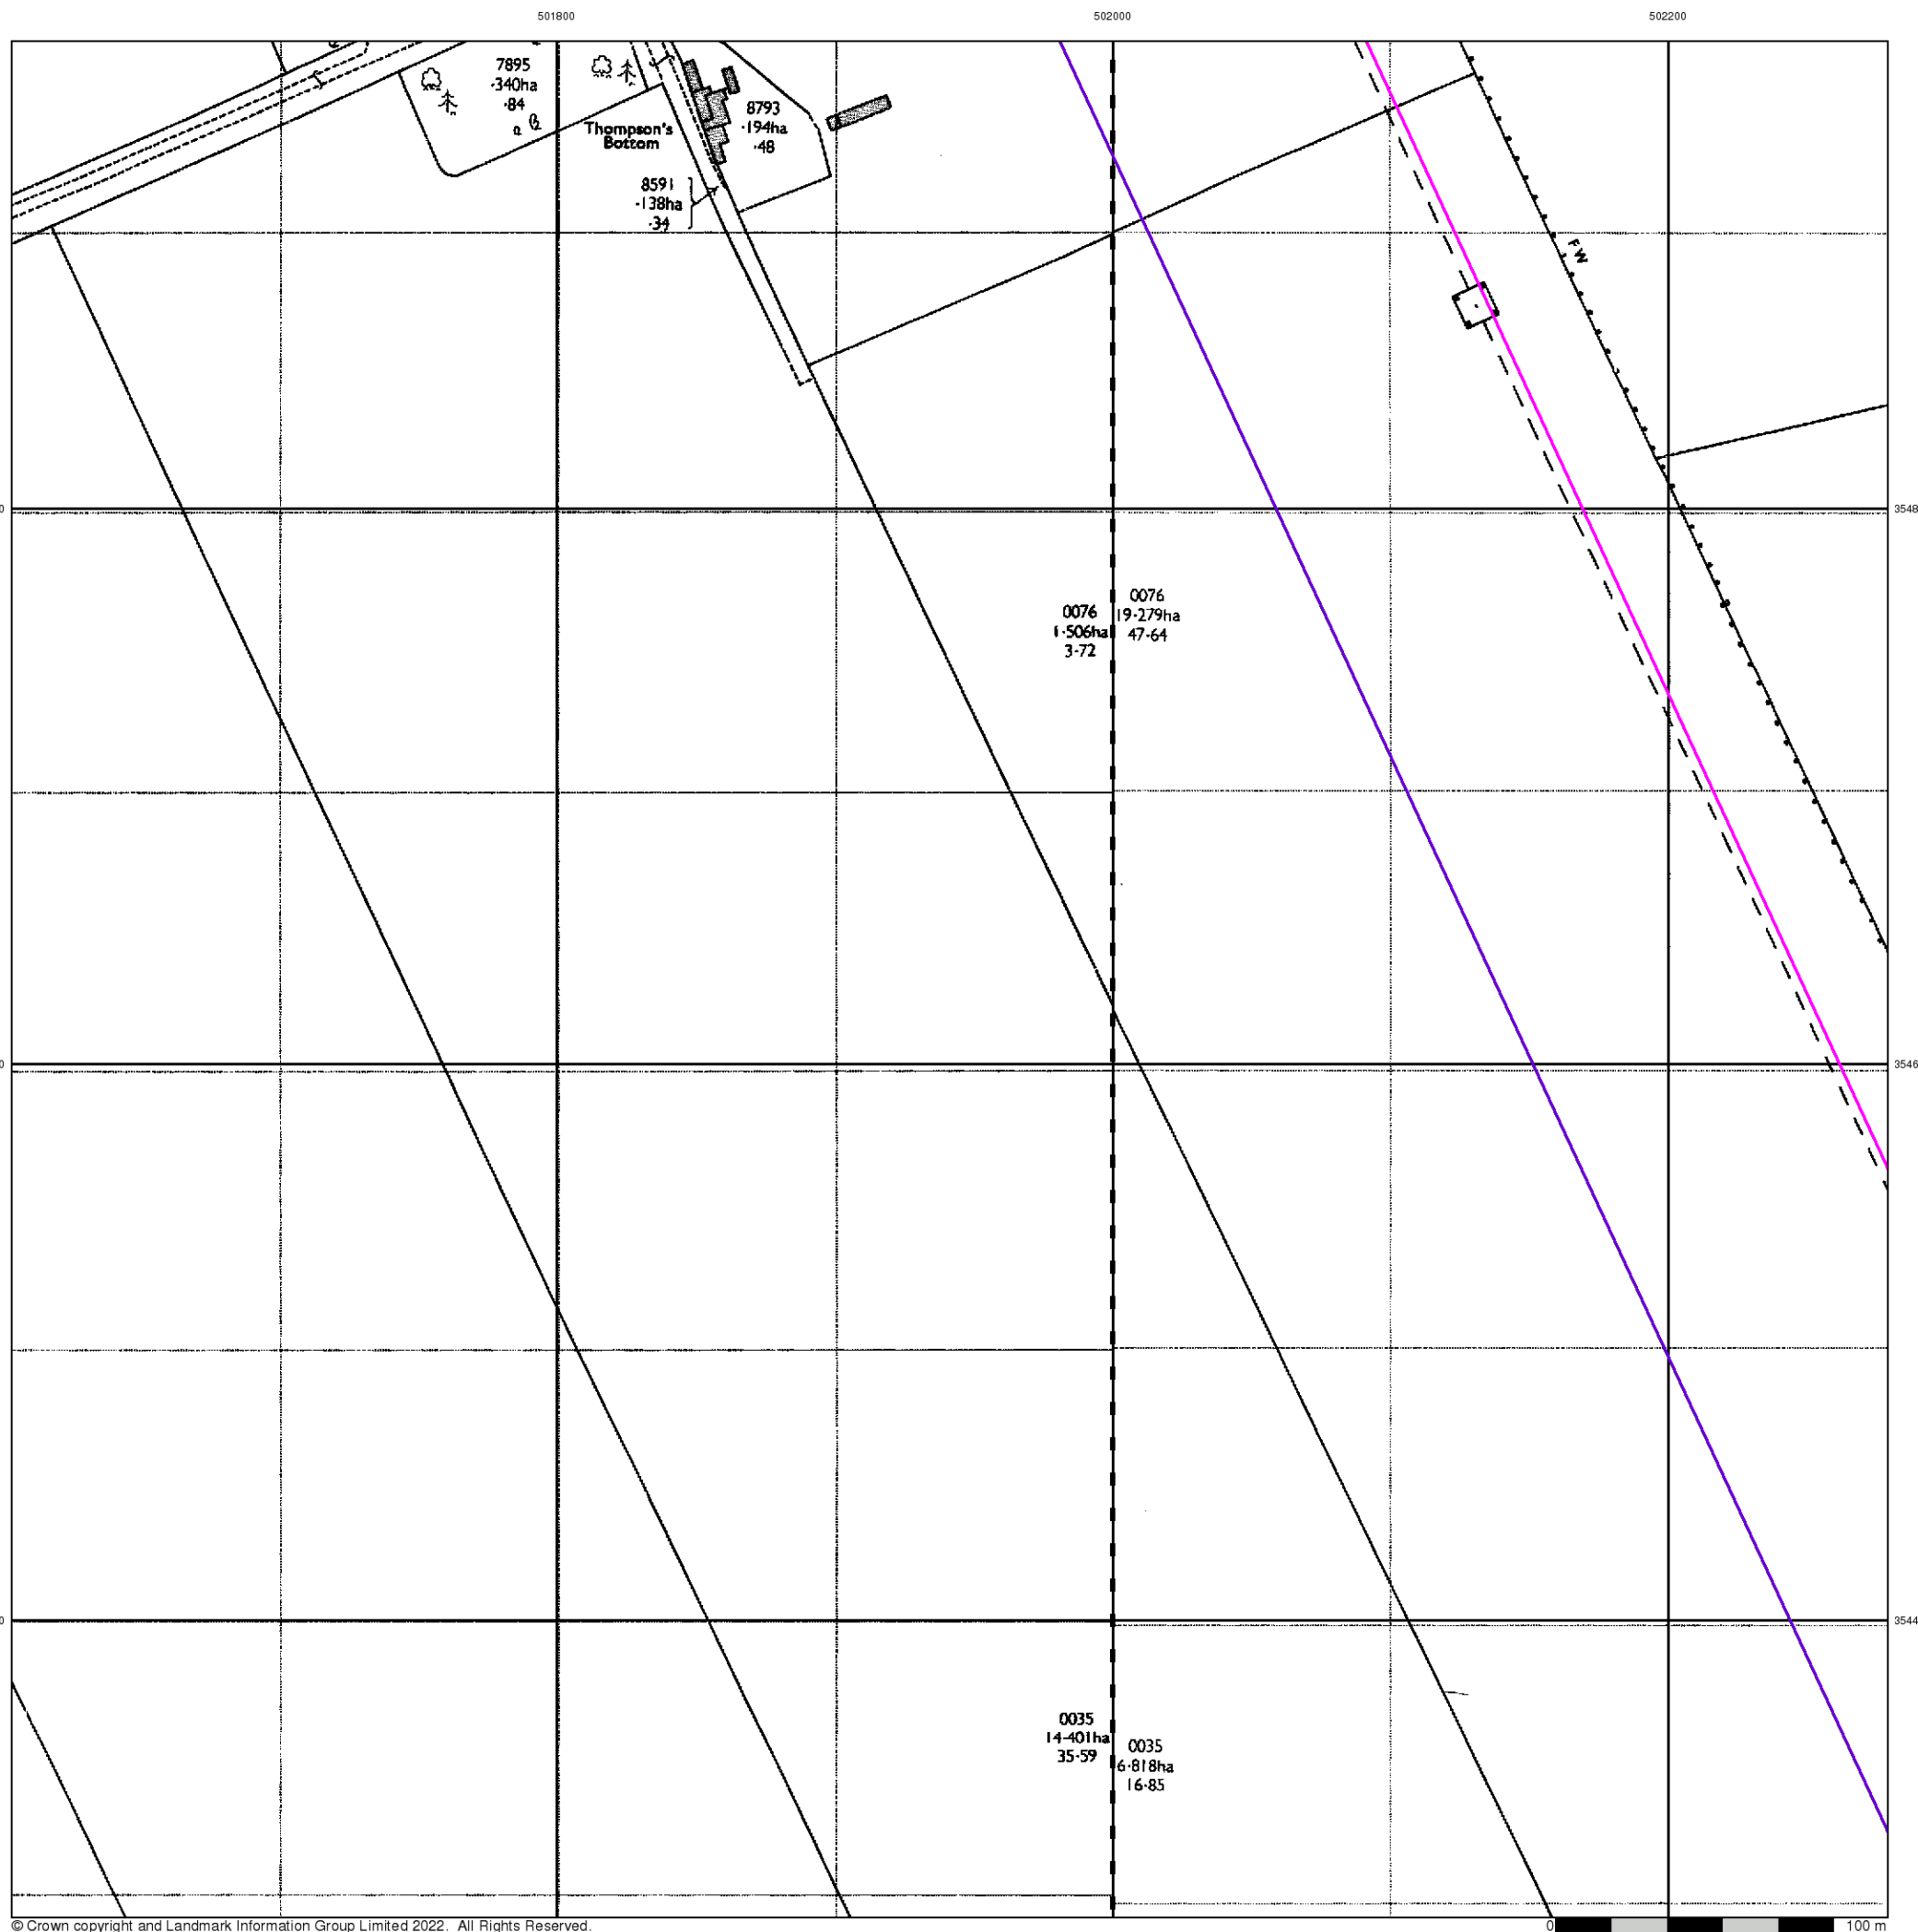 501800
502000
502200
7895
·340ha
·84
Thompson's
Bottom
8793
·194ha
·48
8591
·138ha
·34
FW
3548
0076
1·506ha
3·72
0076
19·279ha
47·64
3546
3544
0035
14·401ha
35·59
0035
6·818ha
16·85
© Crown copyright and Landmark Information Group Limited 2022. All Rights Reserved.
0
100 m